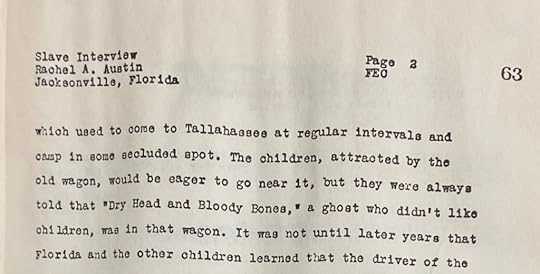 Slave Interview
Rachel A. Austin
Jacksonville, Florida
Page 2
FEC
63
which used to come to Tallahassee at regular intervals and
camp in some secluded spot. The children, attracted by the
old wagon, would be eager to go near it, but they were always
told that "Dry Head and Bloody Bones," a ghost who didn't like
children, was in that wagon. It was not until later years that
Florida and the other children learned that the driver of the